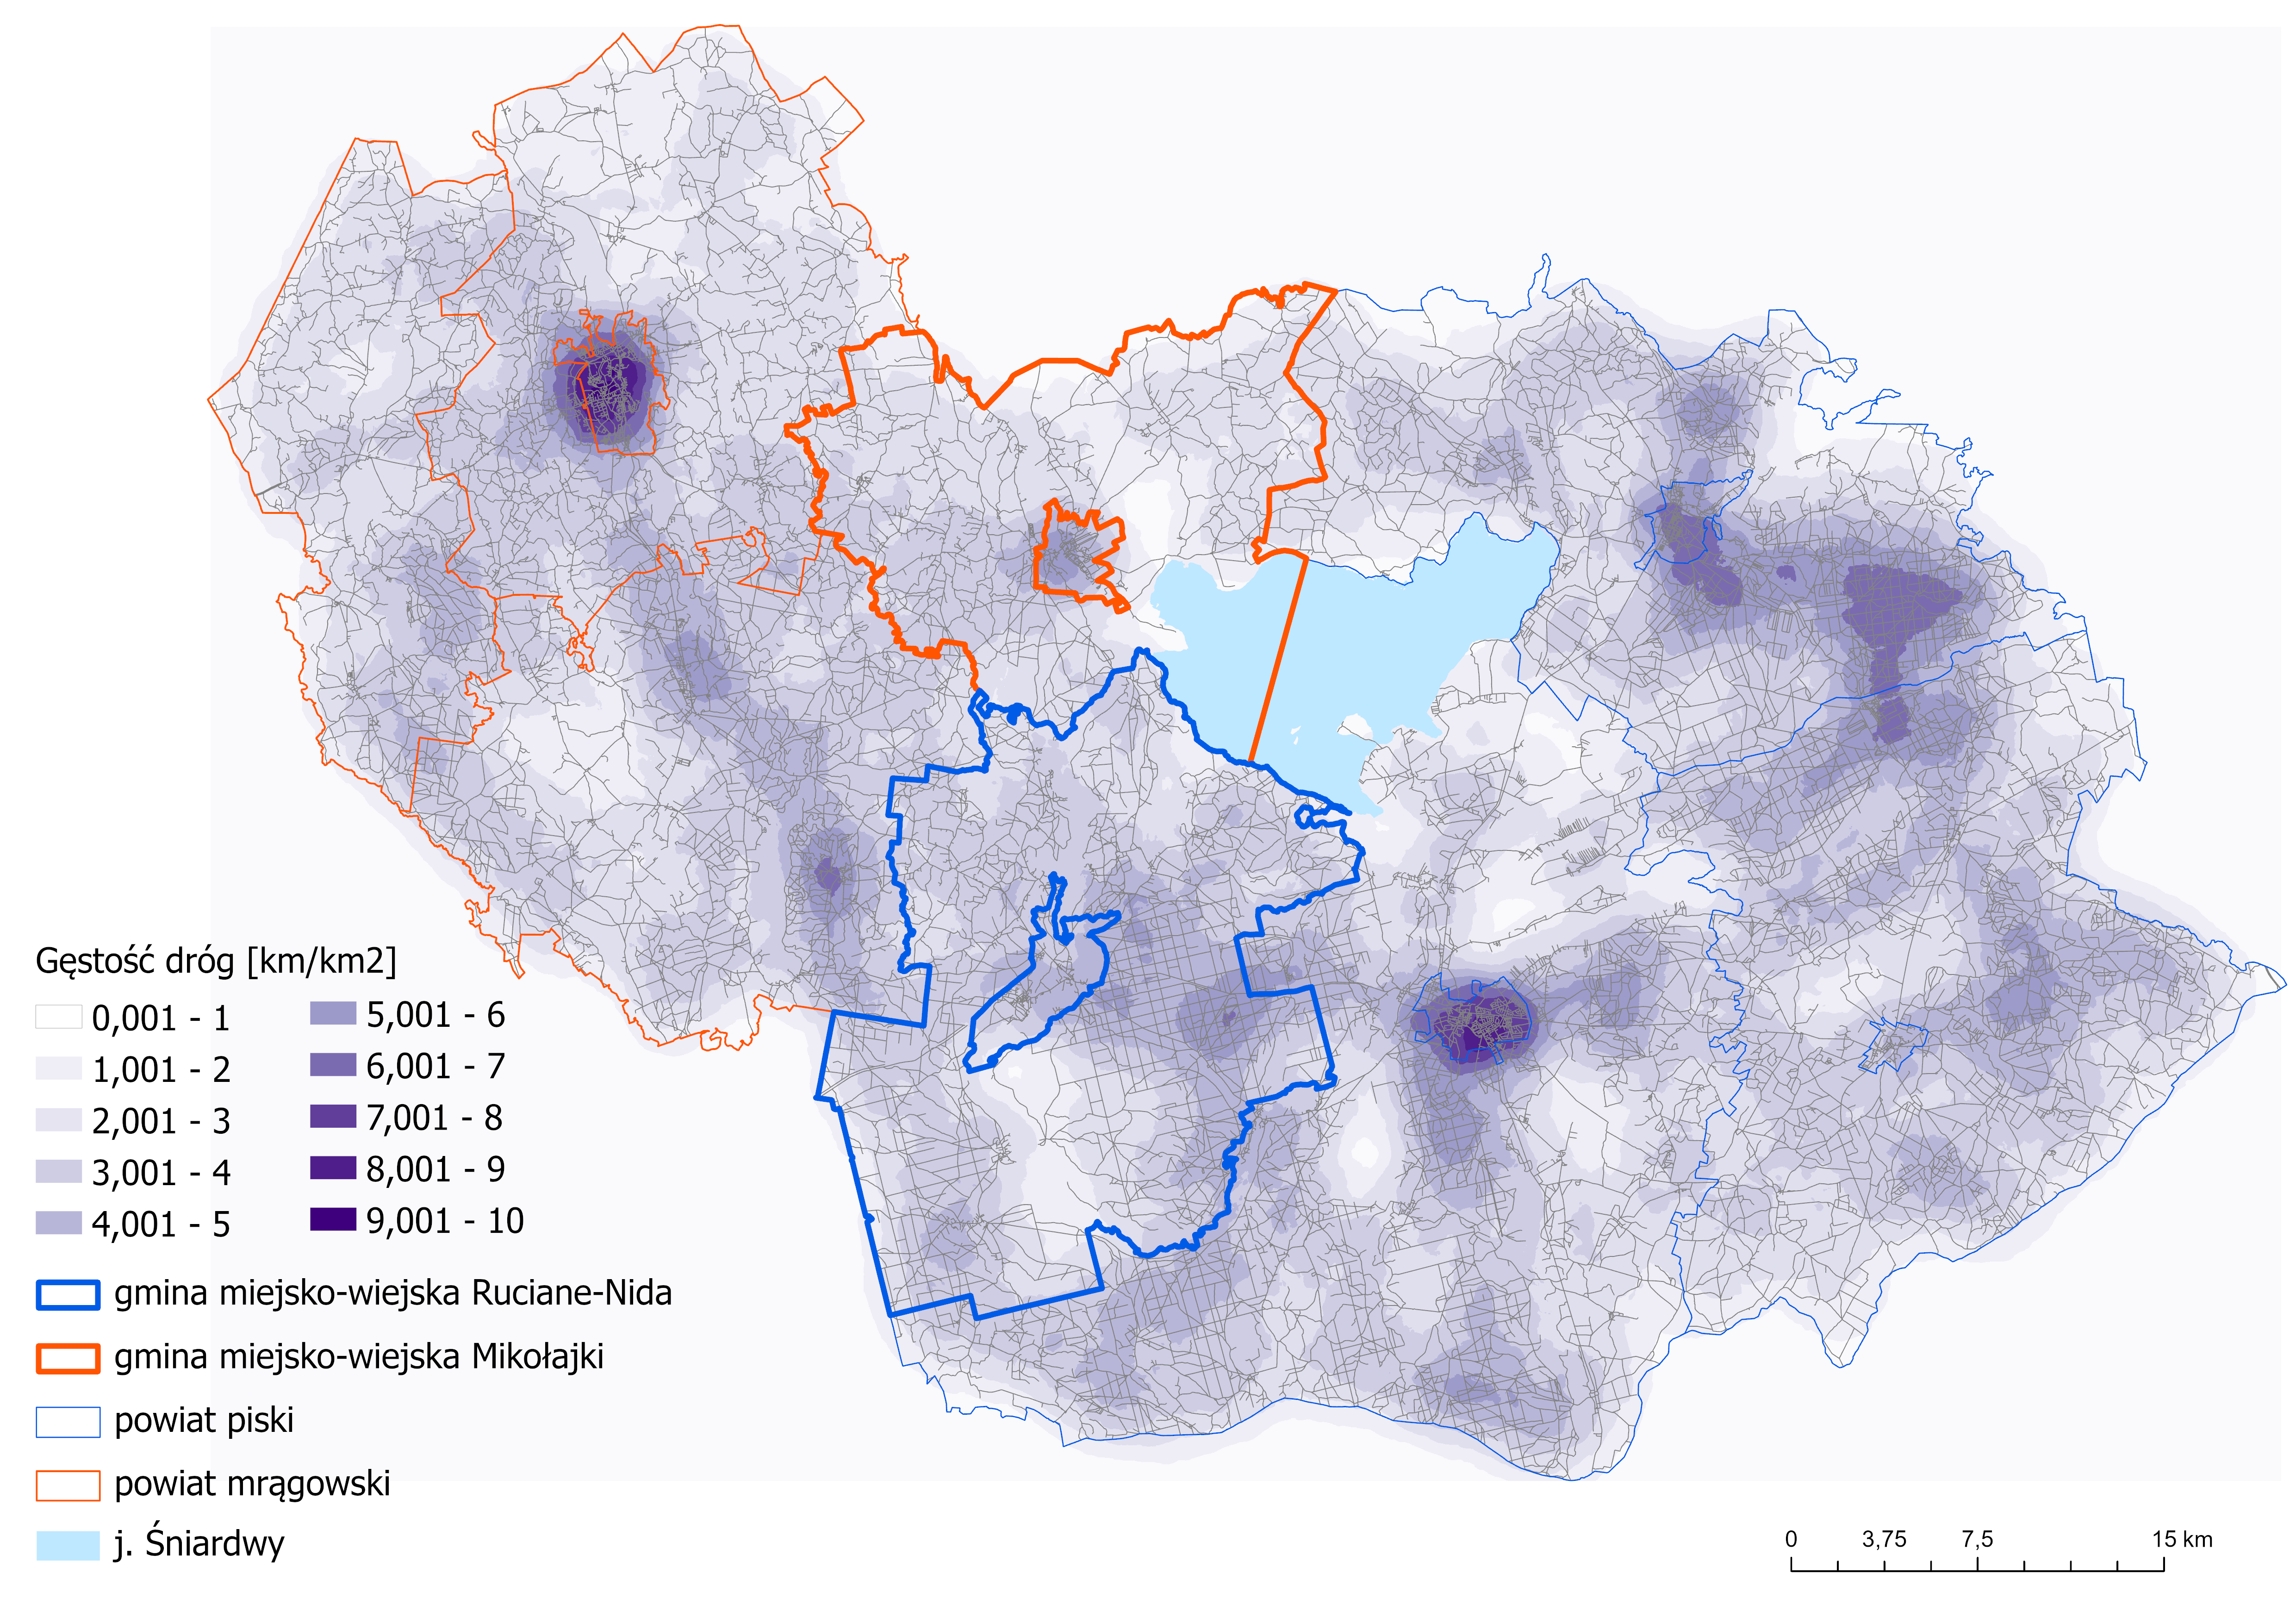 Gęstość dróg [km/km2]
0,001 - 1
1,001 - 2
2,001 - 3
3,001 - 4
4,001 - 5
5,001 - 6
6,001 - 7
7,001 - 8
8,001 - 9
9,001 - 10
gmina miejsko-wiejska Ruciane-Nida
gmina miejsko-wiejska Mikołajki
powiat piski
powiat mrągowski
j. Śniardwy
0 3,75 7,5 15 km